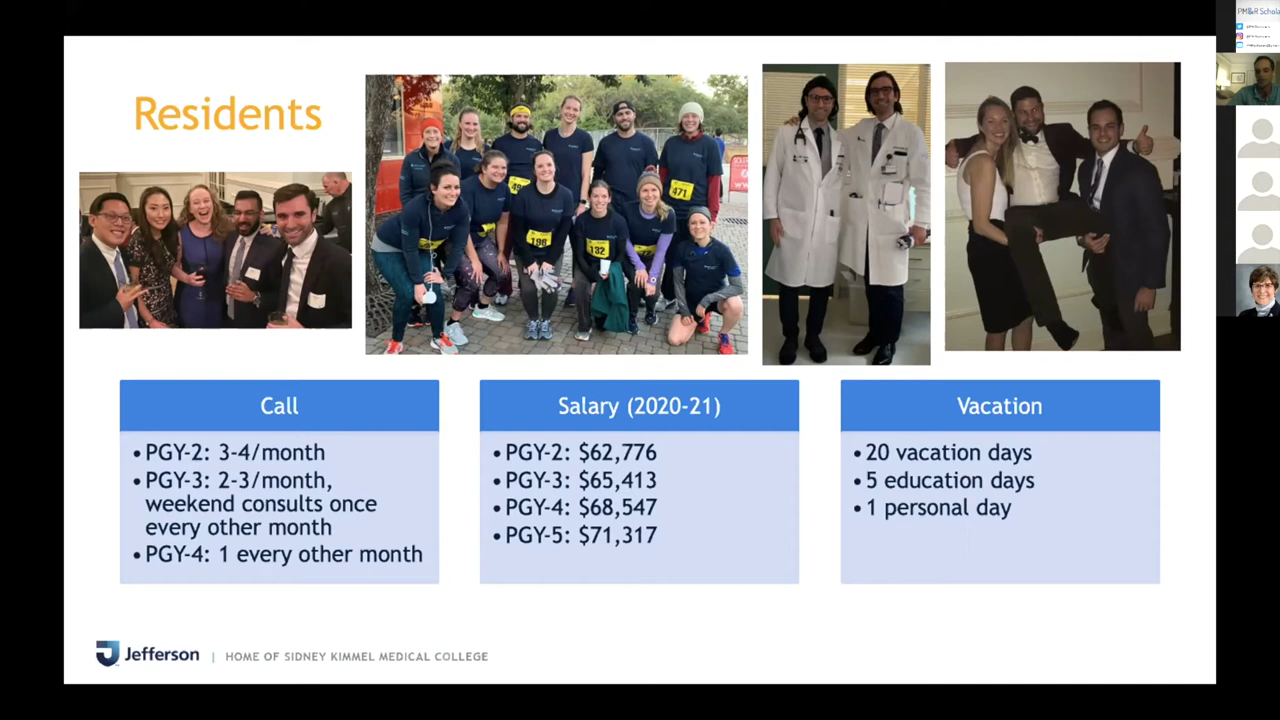 PM&R Schola
Residents
496
471
198
132
Call
• PGY-2: 3-4/month
• PGY-3: 2-3/month,
weekend consults once
every other month
• PGY-4: 1 every other month
Salary (2020-21)
• PGY-2: $62,776
• PGY-3: $65,413
• PGY-4: $68,547
• PGY-5: $71,317
Vacation
• 20 vacation days
• 5 education days
• 1 personal day
Jefferson | HOME OF SIDNEY KIMMEL MEDICAL COLLEGE